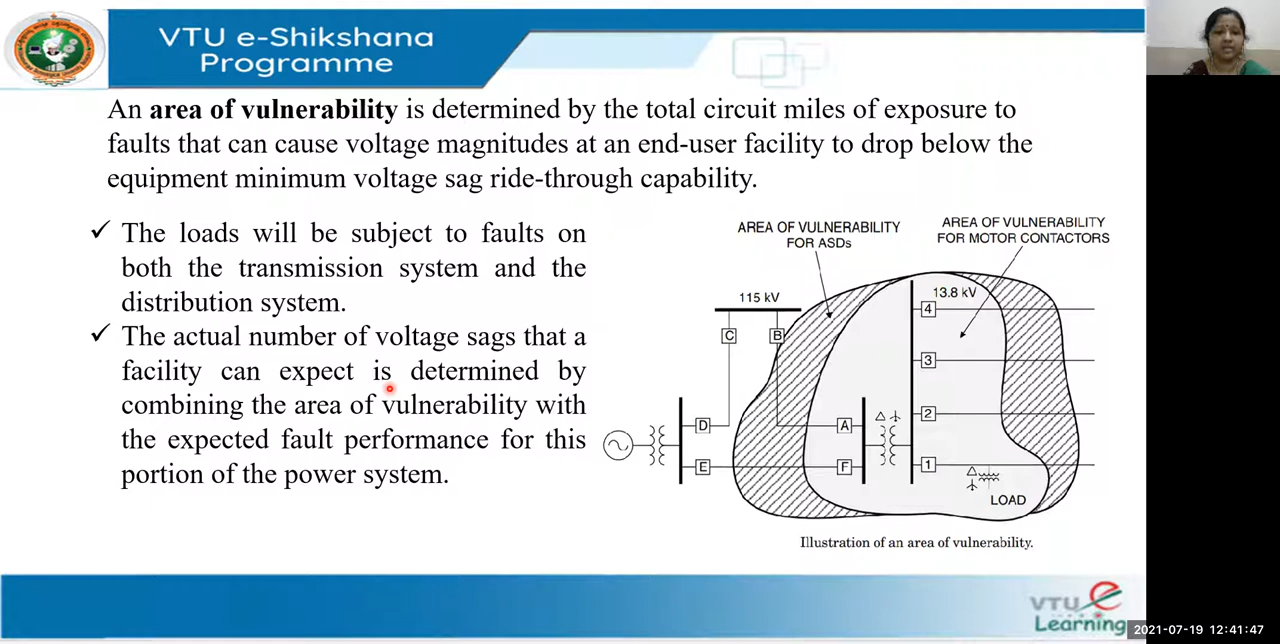 VTU e-Shikshana
Programme
An area of vulnerability is determined by the total circuit miles of exposure to
faults that can cause voltage magnitudes at an end-user facility to drop below the
equipment minimum voltage sag ride-through capability.
✓ The loads will be subject to faults on
both the transmission system and the
distribution system.
✓ The actual number of voltage sags that a
facility can expect is determined by
combining the area of vulnerability with
the expected fault performance for this
portion of the power system.
AREA OF VULNERABILITY
FOR ASDs
AREA OF VULNERABILITY
FOR MOTOR CONTACTORS
115 kV
13.8 kV
C
B
D
E
A
F
4
3
2
1
LOAD
Illustration of an area of vulnerability.
VTU e
Learning
2021-07-19 12:41:47